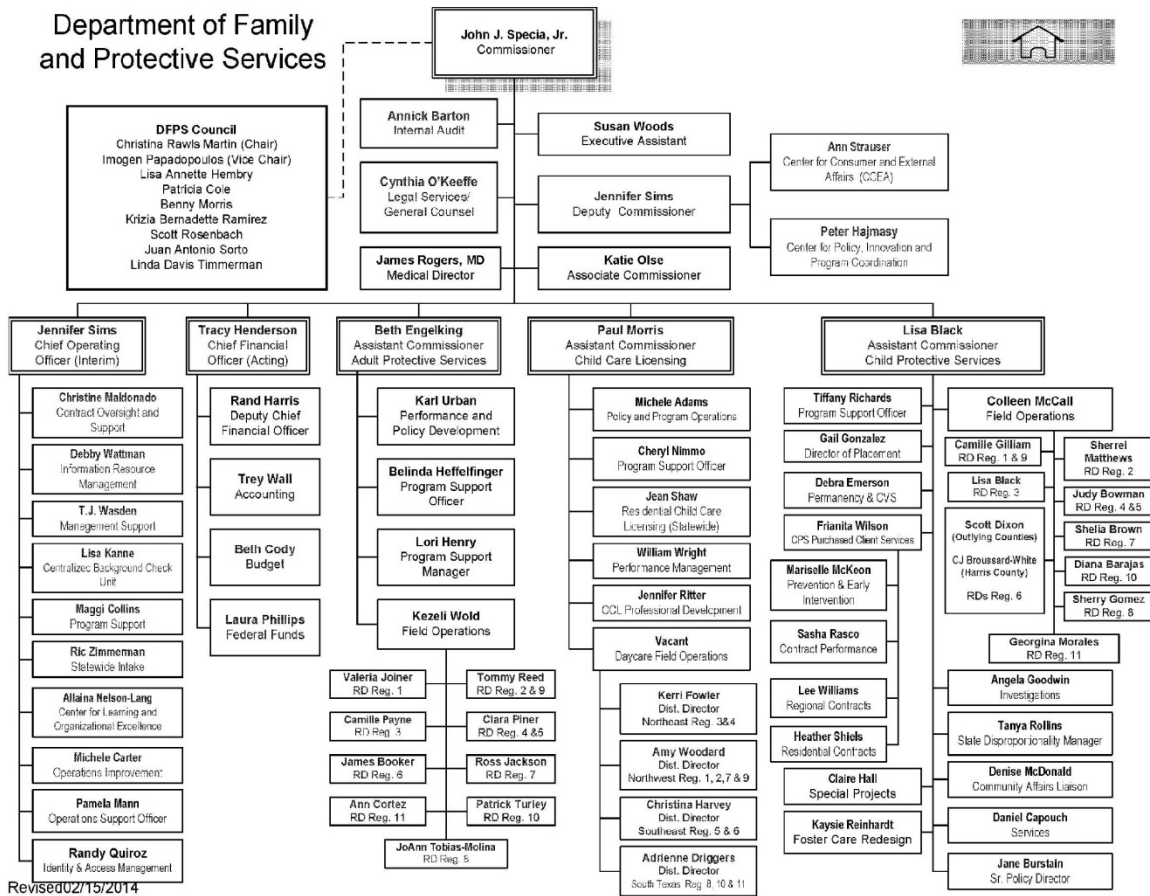 Department of Family
and Protective Services
John J. Specia, Jr.
Commissioner
DFPS Council
Christina Rawls Martin (Chair)
Imogen Papadopoulos (Vice Chair)
Lisa Annette Hembry
Patricia Cole
Benny Morris
Krizia Bernadette Ramirez
Scott Rosenbach
Juan Antonio Sorto
Linda Davis Timmerman
Annick Barton
Internal Audit
Susan Woods
Executive Assistant
Cynthia O'Keeffe
Legal Services/
General Counsel
Jennifer Sims
Deputy Commissioner
Ann Strauser
Center for Consumer and External
Affairs (CCEA)
Peter Hajmasy
Center for Policy, Innovation and
Program Coordination
James Rogers, MD
Medical Director
Katie Olse
Associate Commissioner
Jennifer Sims
Chief Operating
Officer (Interim)
Christine Maldonado
Contract Oversight and
Support
Debby Wattman
Information Resource
Management
T.J. Wasden
Management Support
Lisa Kanne
Centralized Background Check
Unit
Maggi Collins
Program Support
Ric Zimmerman
Statewide Intake
Allaina Nelson-Lang
Center for Learning and
Organizational Excellence
Michele Carter
Operations Improvement
Pamela Mann
Operations Support Officer
Randy Quiroz
Identity & Access Management
Tracy Henderson
Chief Financial
Officer (Acting)
Rand Harris
Deputy Chief
Financial Officer
Trey Wall
Accounting
Beth Cody
Budget
Laura Phillips
Federal Funds
Beth Engelking
Assistant Commissioner
Adult Protective Services
Karl Urban
Performance and
Policy Development
Belinda Heffelfinger
Program Support
Officer
Lori Henry
Program Support
Manager
Kezeli Wold
Field Operations
Valeria Joiner
RD Reg. 1
Tommy Reed
RD Reg. 2 & 9
Camille Payne
RD Reg. 3
Clara Piner
RD Reg. 4 &5
James Booker
RD Reg. 6
Ross Jackson
RD Reg. 7
Ann Cortez
RD Reg. 11
Patrick Turley
RD Reg. 10
JoAnn Tobias-Molina
RD Reg. 8
Paul Morris
Assistant Commissioner
Child Care Licensing
Michele Adams
Policy and Program Operations
Cheryl Nimmo
Program Support Officer
Jean Shaw
Residential Child Care
Licensing (Statewide)
William Wright
Performance Management
Jennifer Ritter
CCL Professional Development
Vacant
Daycare Field Operations
Kerri Fowler
Dist. Director
Northeast Reg. 3&4
Amy Woodard
Dist. Director
Northwest Reg. 1, 2,7 & 9
Christina Harvey
Dist. Director
Southeast Reg. 5 & 6
Adrienne Driggers
Dist. Director
South Texas Reg. 8, 10 & 11
Lisa Black
Assistant Commissioner
Child Protective Services
Tiffany Richards
Program Support Officer
Colleen McCall
Field Operations
Gail Gonzalez
Director of Placement
Debra Emerson
Permanency & CVS
Frianita Wilson
CPS Purchased Client Services
Mariselle McKeon
Prevention & Early
Intervention
Sasha Rasco
Contract Performance
Lee Williams
Regional Contracts
Heather Shiels
Residential Contracts
Claire Hall
Special Projects
Kaysie Reinhardt
Foster Care Redesign
Camille Gilliam
RD Reg. 1 & 9
Sherrei
Matthews
RD Reg. 2
Lisa Black
RD Reg. 3
Judy Bowman
RD Reg. 4 &5
Scott Dixon
(Outlying Counties)
CJ Broussard-White
(Harris County)
RDs Reg. 6
Shelia Brown
RD Reg. 7
Diana Barajas
RD Reg. 10
Sherry Gomez
RD Reg. 8
Georgina Morales
RD Reg. 11
Angela Goodwin
Investigations
Tanya Rollins
State Disproportionality Manager
Denise McDonald
Community Affairs Liaison
Daniel Capouch
Services
Jane Burstain
Sr. Policy Director
Revised02/15/2014